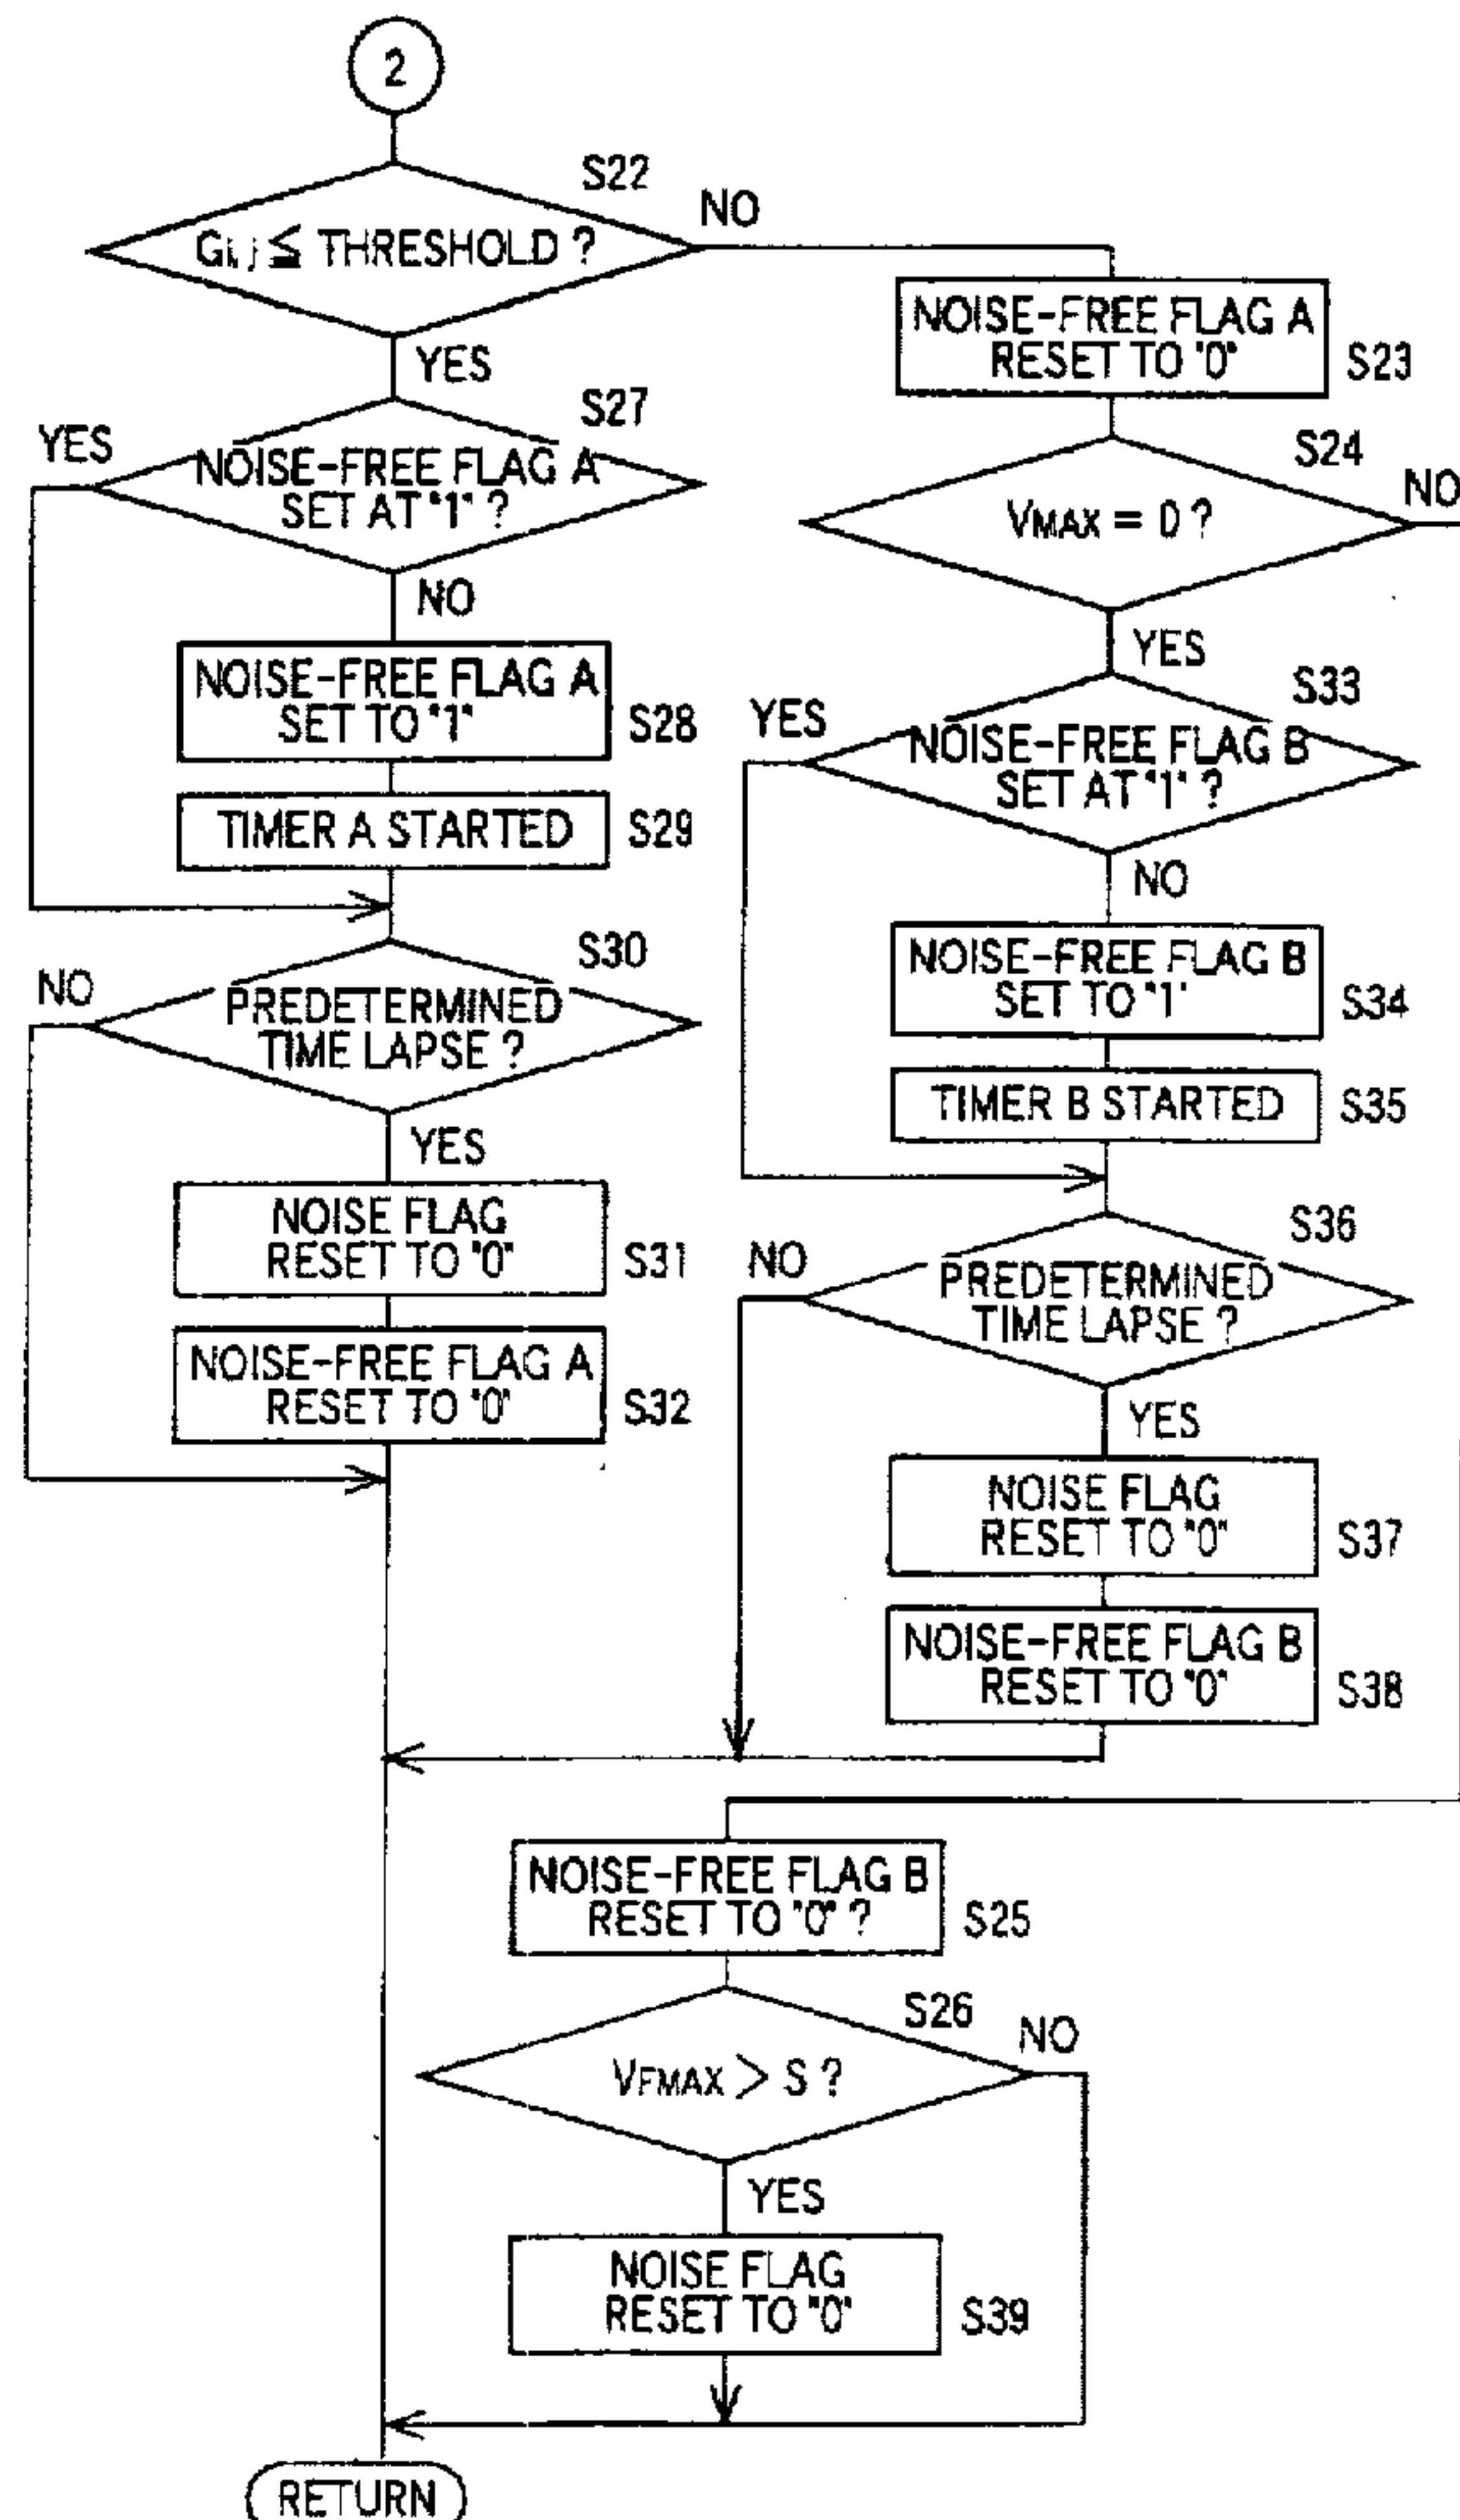 2
S22
NO
Gi,j ≦ THRESHOLD ?
NOISE-FREE FLAG A
RESET TO "0"
S23
YES
S27
YES
NOISE-FREE FLAG A
SET AT "1" ?
NO
NOISE-FREE FLAG A
SET TO "1"
S28
TIMER A STARTED
S29
S30
NO
PREDETERMINED
TIME LAPSE ?
YES
NOISE FLAG
RESET TO "0"
S31
NOISE-FREE FLAG A
RESET TO "0"
S32
S24
NO
VMAX = D ?
YES
S33
YES
NOISE-FREE FLAG B
SET AT "1" ?
NO
NOISE-FREE FLAG B
SET TO "1"
S34
TIMER B STARTED
S35
S36
NO
PREDETERMINED
TIME LAPSE ?
YES
NOISE FLAG
RESET TO "0"
S37
NOISE-FREE FLAG B
RESET TO "0"
S38
NOISE-FREE FLAG B
RESET TO "0" ?
S25
S26
NO
VFMAX > S ?
YES
NOISE FLAG
RESET TO "0"
S39
RETURN